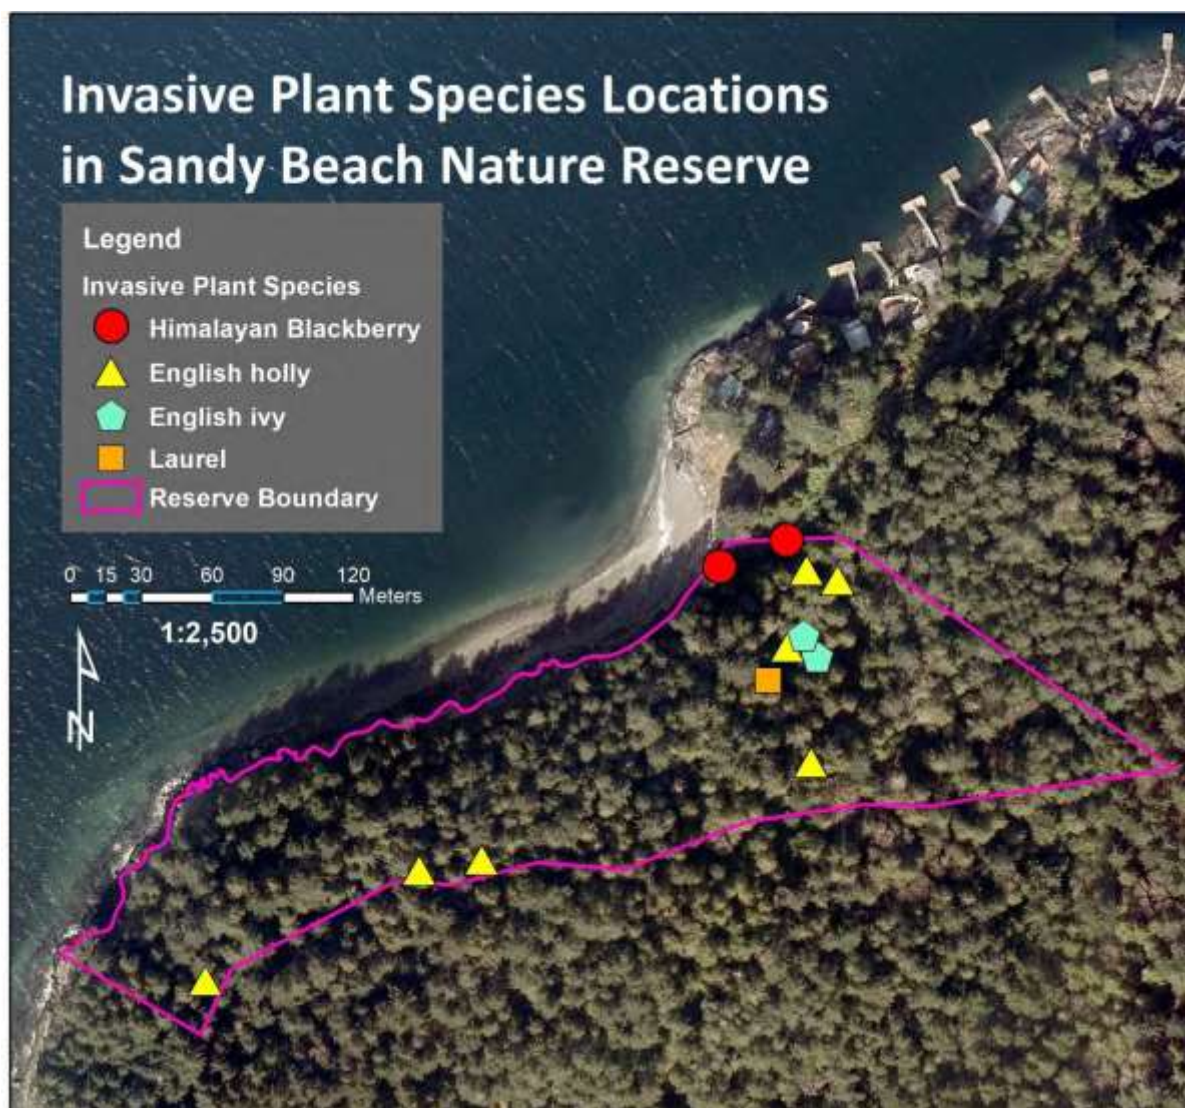 Invasive Plant Species Locations
in Sandy Beach Nature Reserve
Legend
Invasive Plant Species
Himalayan Blackberry
English holly
English ivy
Laurel
Reserve Boundary
0 15 30 60 90 120
Meters
1:2,500
N